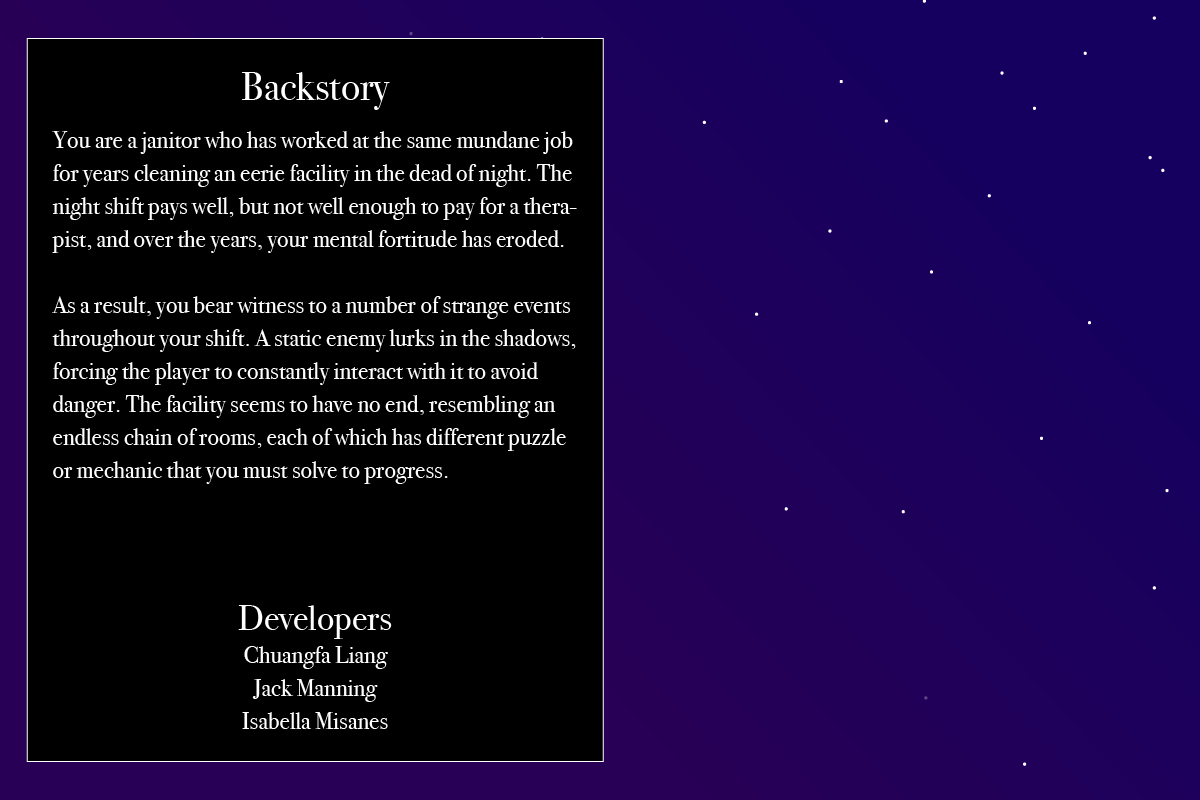 Backstory
You are a janitor who has worked at the same mundane job
for years cleaning an eerie facility in the dead of night. The
night shift pays well, but not well enough to pay for a thera-
pist, and over the years, your mental fortitude has eroded.
As a result, you bear witness to a number of strange events
throughout your shift. A static enemy lurks in the shadows,
forcing the player to constantly interact with it to avoid
danger. The facility seems to have no end, resembling an
endless chain of rooms, each of which has different puzzle
or mechanic that you must solve to progress.
Developers
Chuangfa Liang
Jack Manning
Isabella Misanes